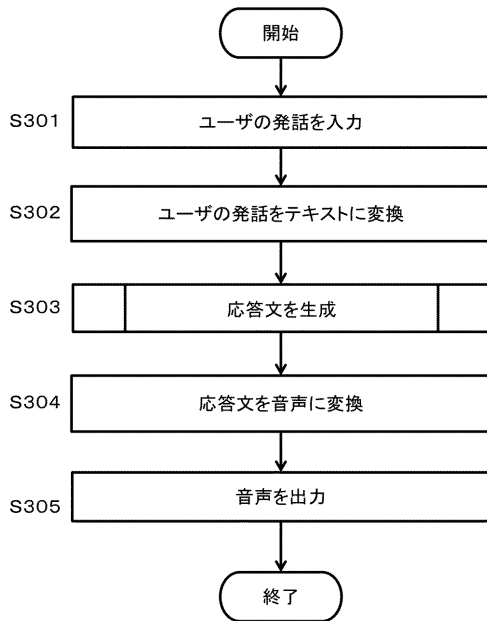 開始
S301
ユーザの発話を入力
S302
ユーザの発話をテキストに変換
S303
応答文を生成
S304
応答文を音声に変換
S305
音声を出力
終了